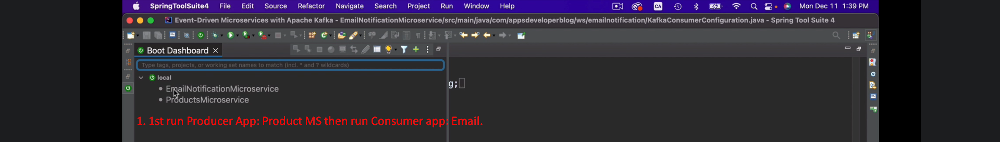 SpringToolSuite4 File Edit Source Refactor Navigate Search Project Run Window Help CA Mon Dec 11 1:39 PM
Event-Driven Microservices with Apache Kafka - EmailNotificationMicroservice/src/main/java/com/appsdeveloperblog/ws/emailnotification/KafkaConsumerConfiguration.java - Spring Tool Suite 4
Boot Dashboard
Type tags, projects, or working set names to match (incl. * and ? wildcards)
local
g;
EmailNotificationMicroservice
ProductsMicroservice
1. 1st run Producer App: Product MS then run Consumer app: Email.